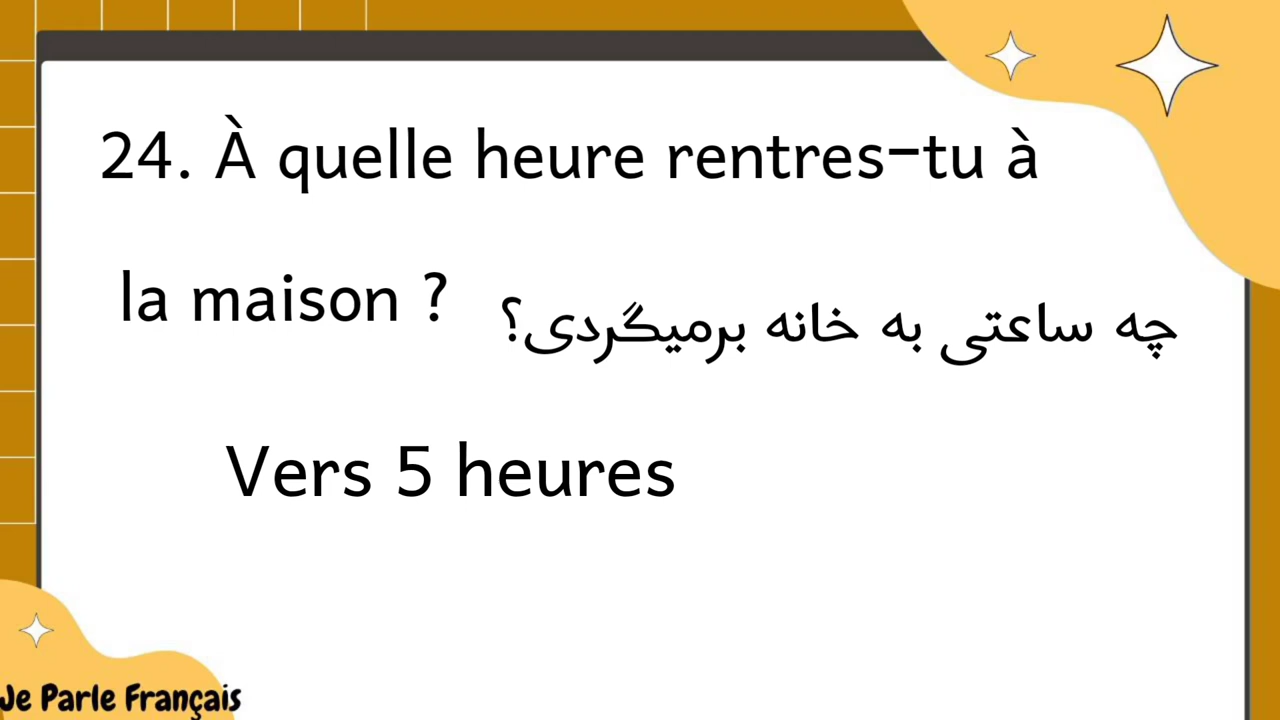 24. À quelle heure rentres-tu à
la maison ?
چه ساعتی به خانه برمیگردی؟
Vers 5 heures
Je Parle Français